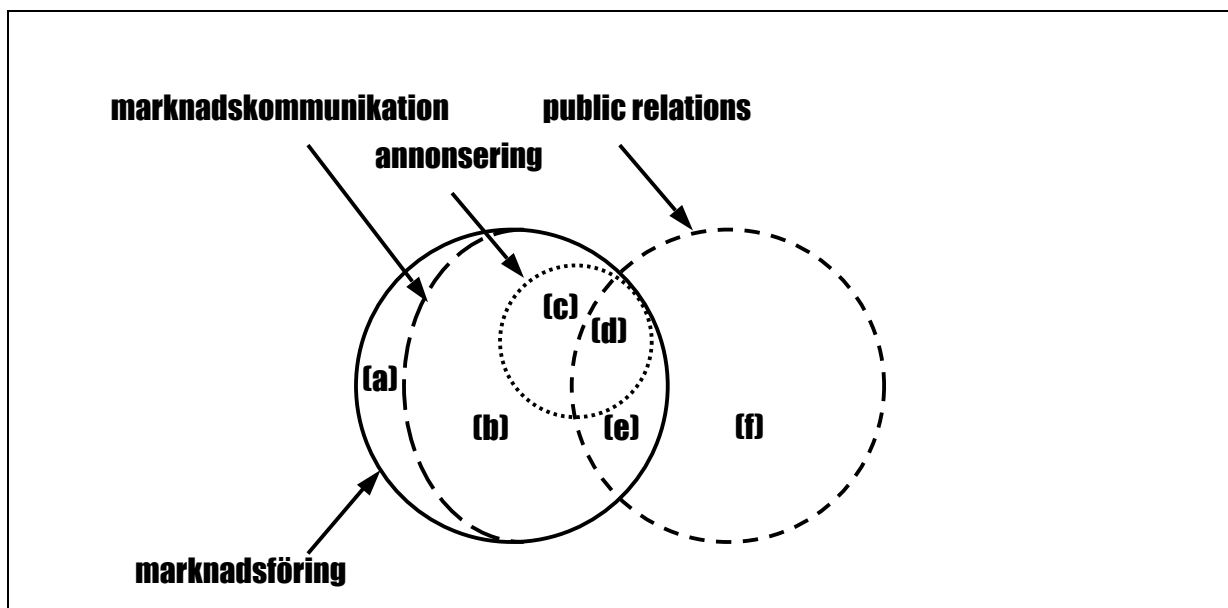 marknadskommunikation
public relations
annonsering
(c)
(d)
(a)
(b)
(e)
(f)
marknadsföring